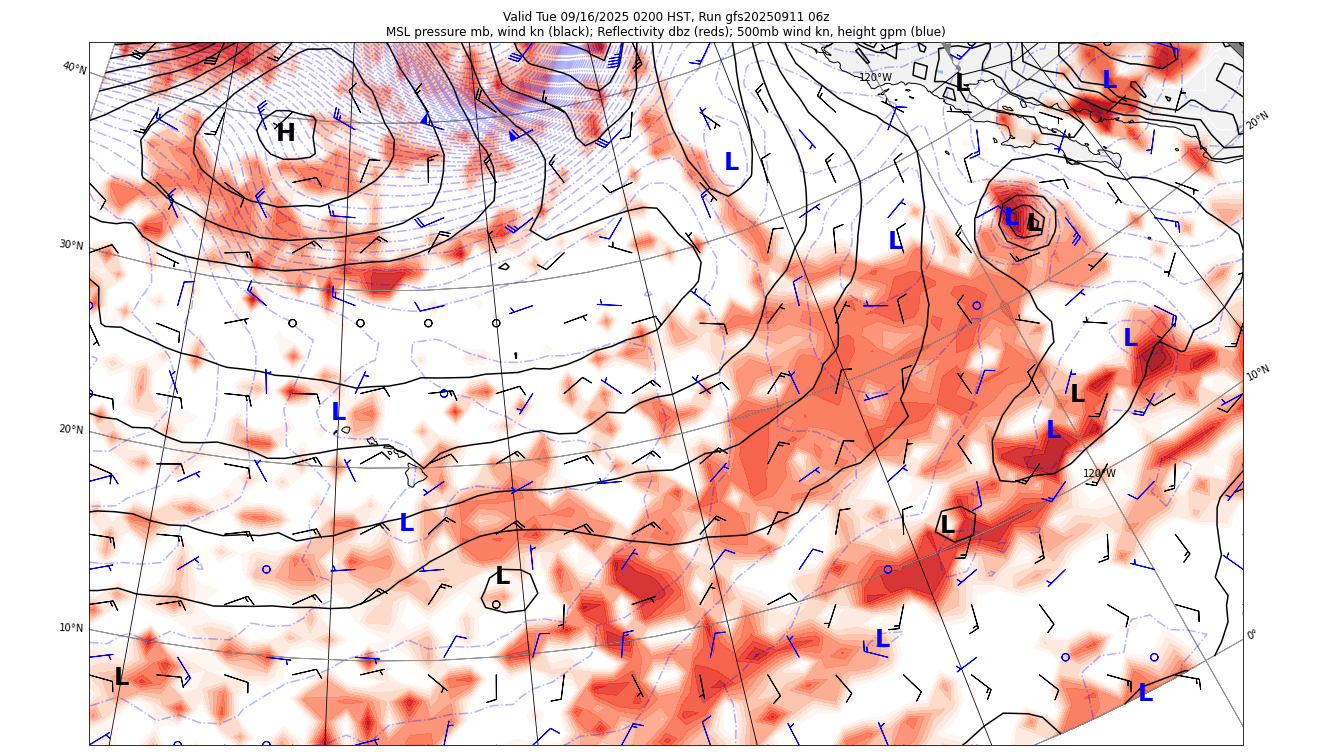 Valid Tue 09/16/2025 0200 HST, Run gfs20250911 06z
MSL pressure mb, wind kn (black); Reflectivity dbz (reds); 500mb wind kn, height gpm (blue)
40°N
120°W
L
L
20°N
H
L
L
L
L
30°N
L
10°N
L
L
20°N
L
120°W
L
L
L
10°N
0°
L
L
L